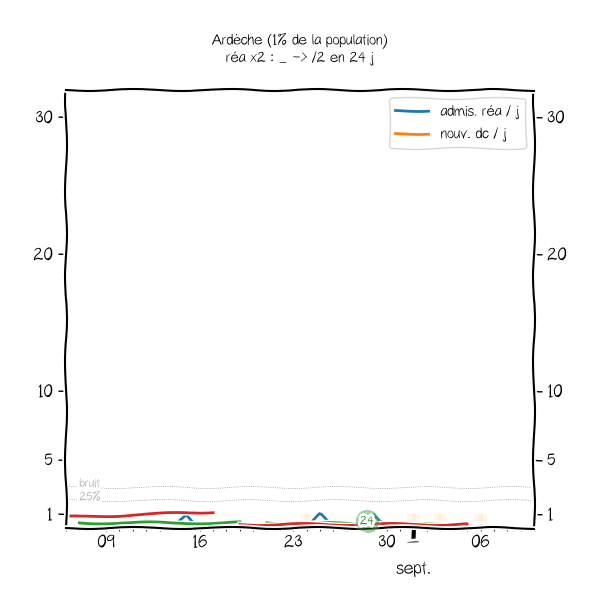 Ardèche (1% de la population)
réa x2 : _ -> /2 en 24 j
admis. réa / j
nouv. dc / j
30
30
20
20
10
10
5
5
bruit
25%
1
1
24
09
16
23
30
06
sept.